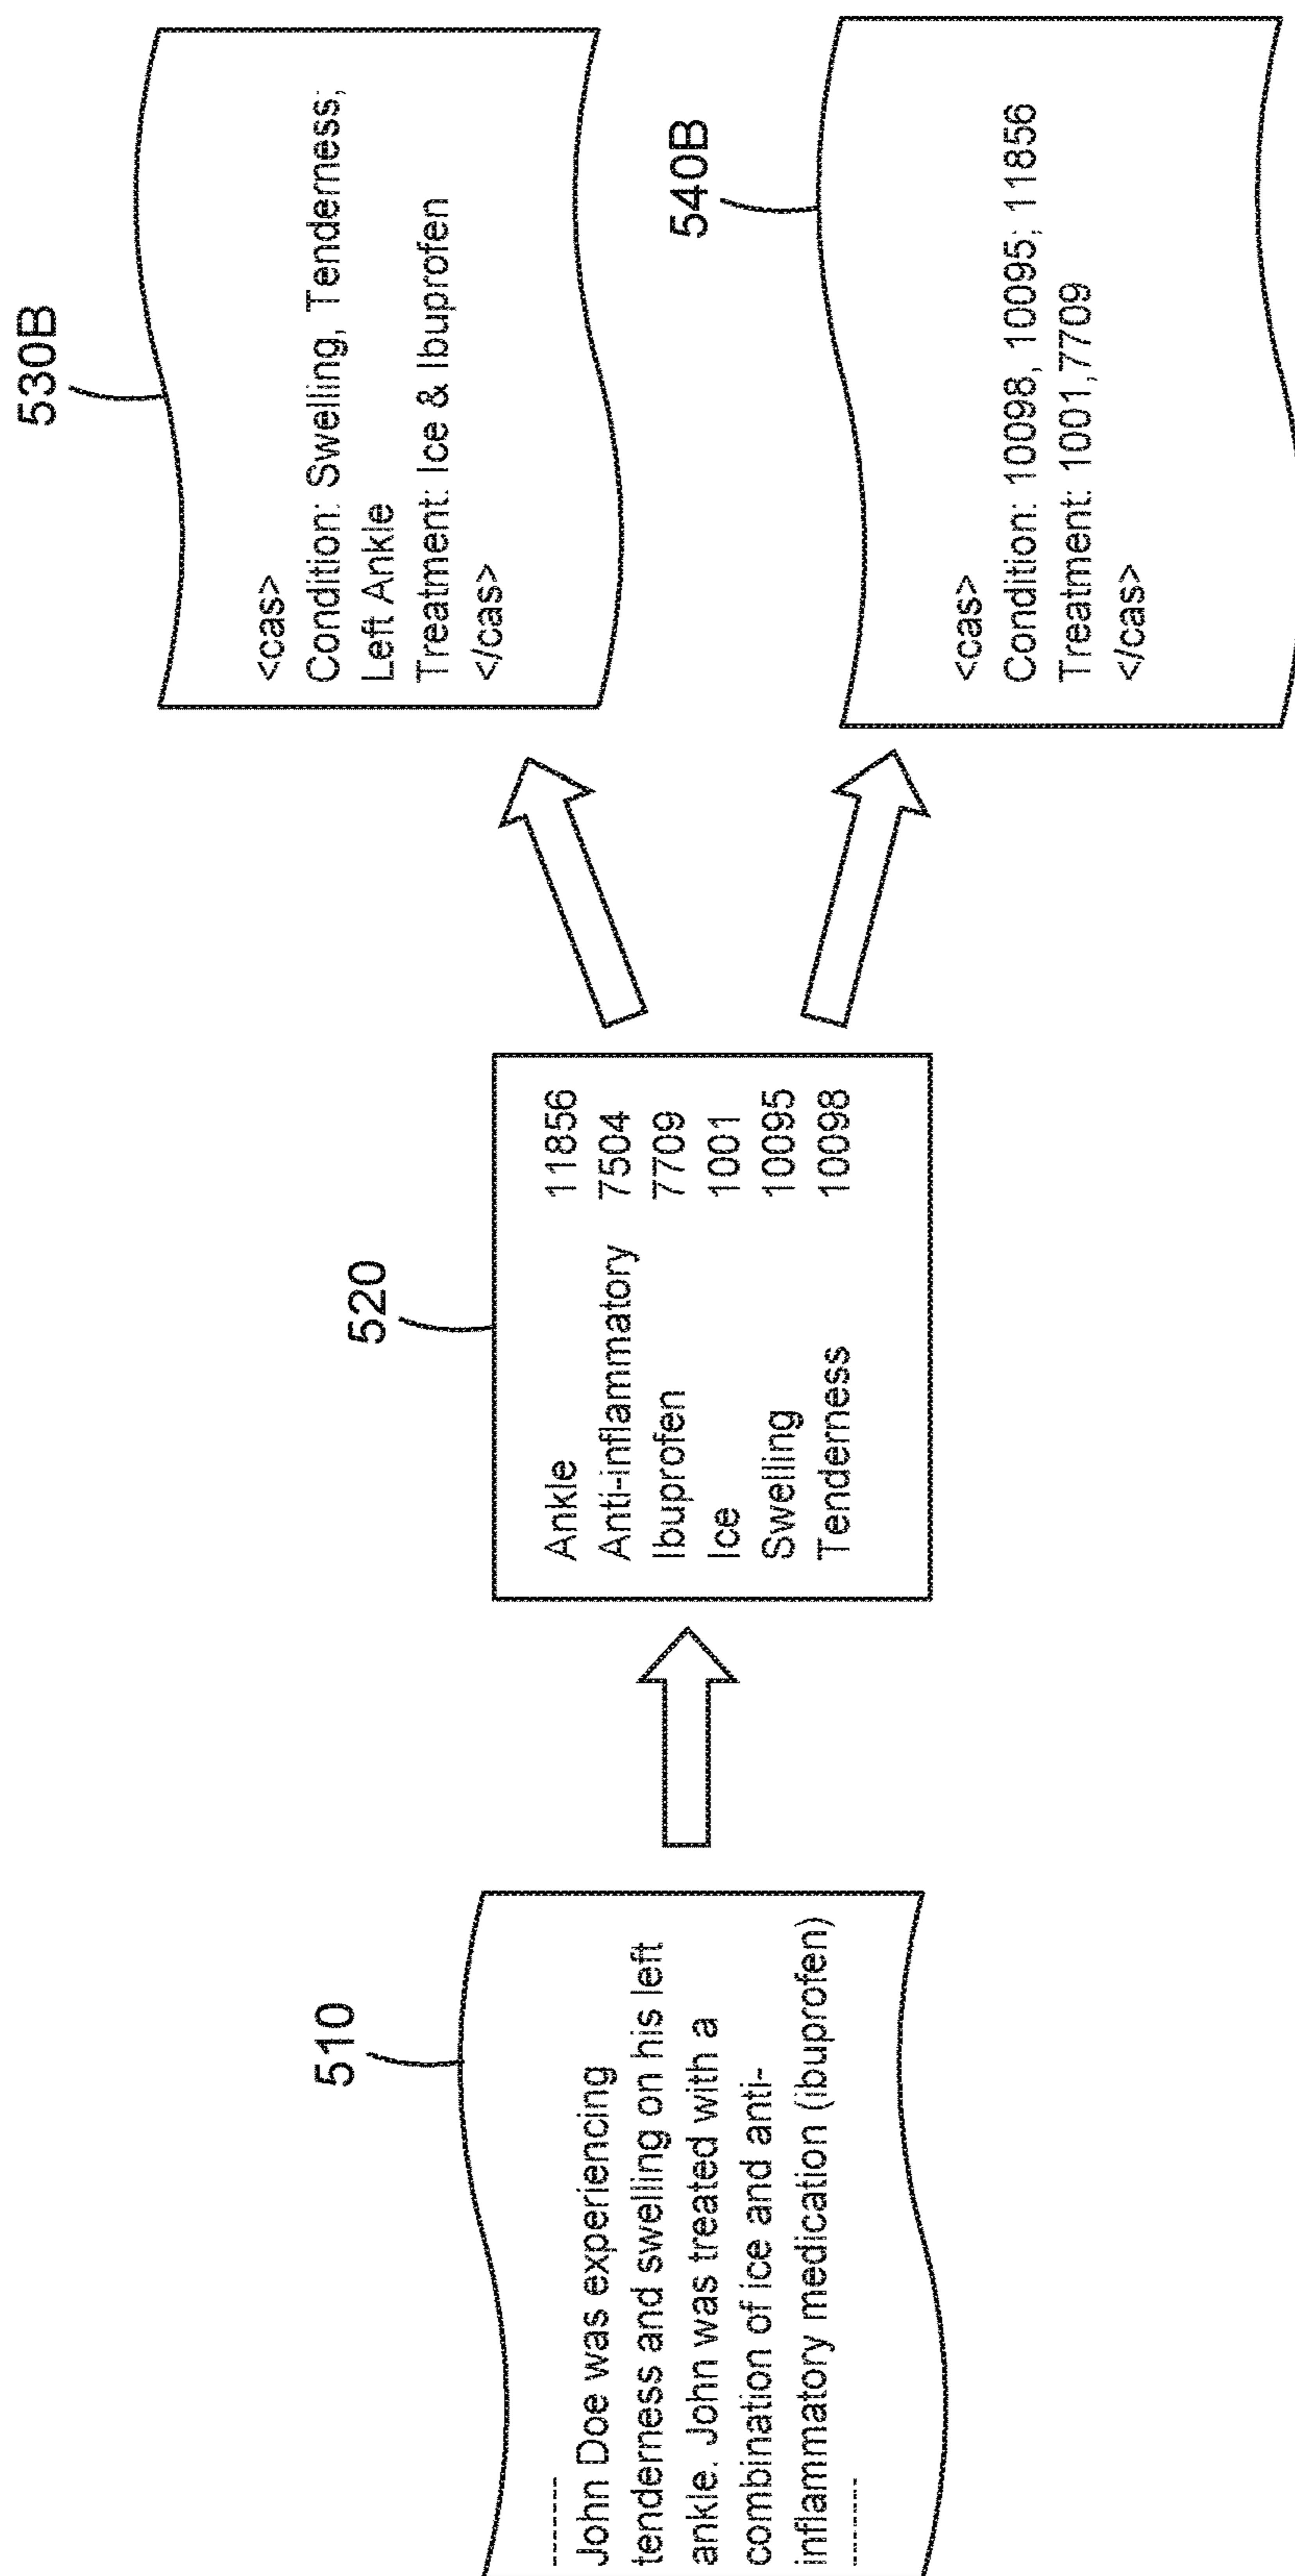 510
------
John Doe was experiencing
tenderness and swelling on his left
ankle. John was treated with a
combination of ice and anti-
inflammatory medication (ibuprofen)
------
520
Ankle 11856
Anti-inflammatory 7504
Ibuprofen 7709
Ice 1001
Swelling 10095
Tenderness 10098
530B
<cas>
Condition: Swelling, Tenderness;
Left Ankle
Treatment: Ice & Ibuprofen
</cas>
540B
<cas>
Condition: 10098, 10095; 11856
Treatment: 1001,7709
</cas>